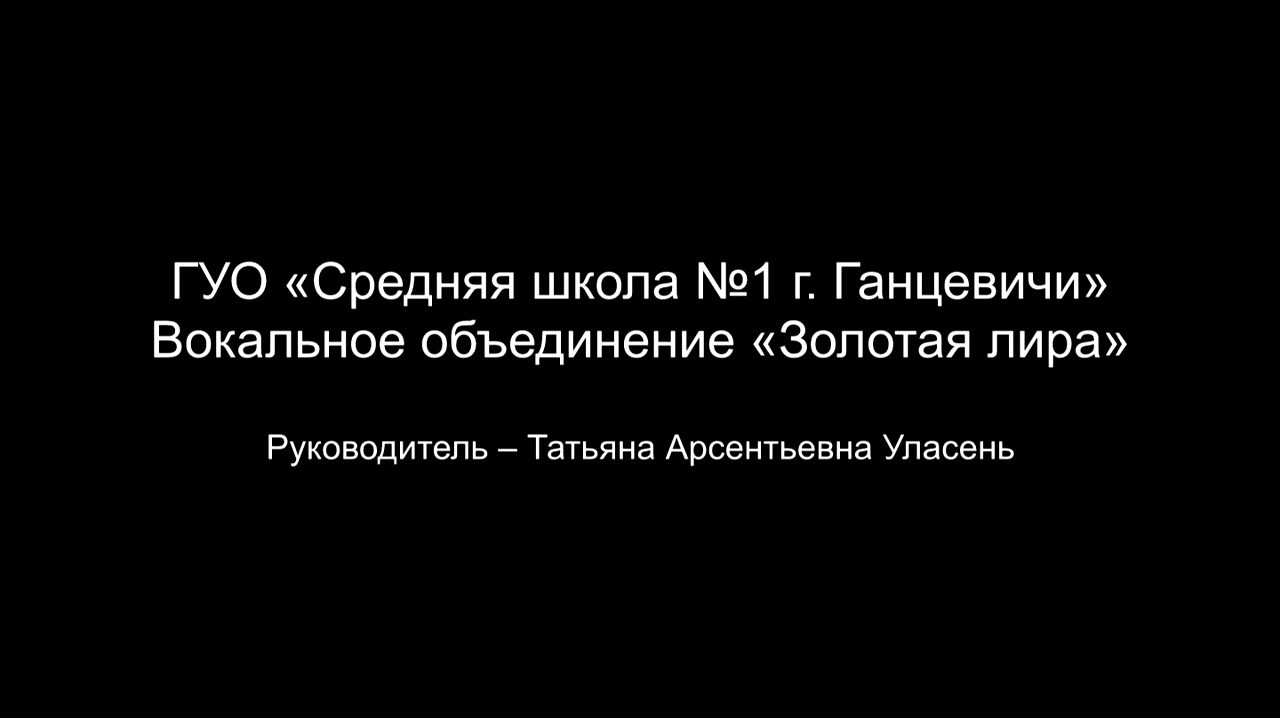 ГУО «Средняя школа №1 г. Ганцевичи»
Вокальное объединение «Золотая лира»
Руководитель – Татьяна Арсентьевна Уласень